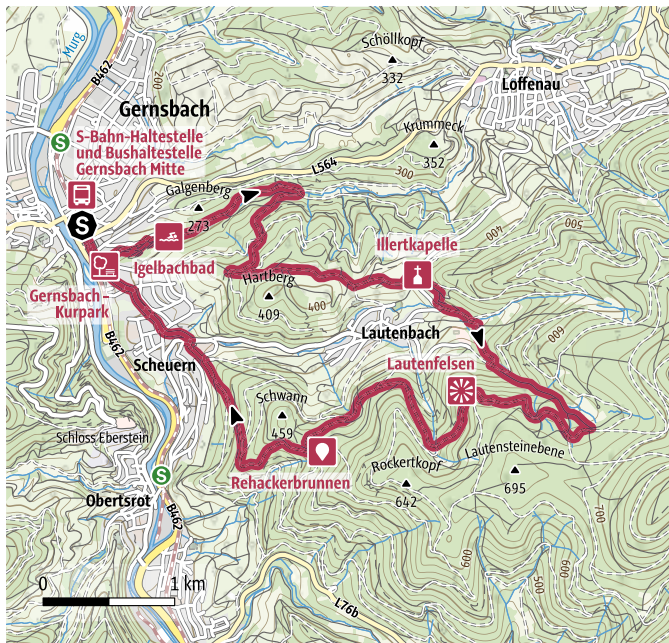 Murg
B462
200
Schöllkopf
332
Loffenau
Gernsbach
S
S-Bahn-Haltestelle
und Bushaltestelle
Gernsbach Mitte
Krummeck
352
L564
300
Galgenberg
273
S
400
500
Igelbachbad
Illertkapelle
Gernsbach –
Kurpark
Hartberg
409
400
600
B462
Lautenbach
Scheuern
Lautenfelsen
Schwann
459
Schloss Eberstein
Lautensteinebene
695
S
Rehackerbrunnen
Rockertkopf
642
Obertsrot
700
B462
600
600
500
0
1 km
L76b